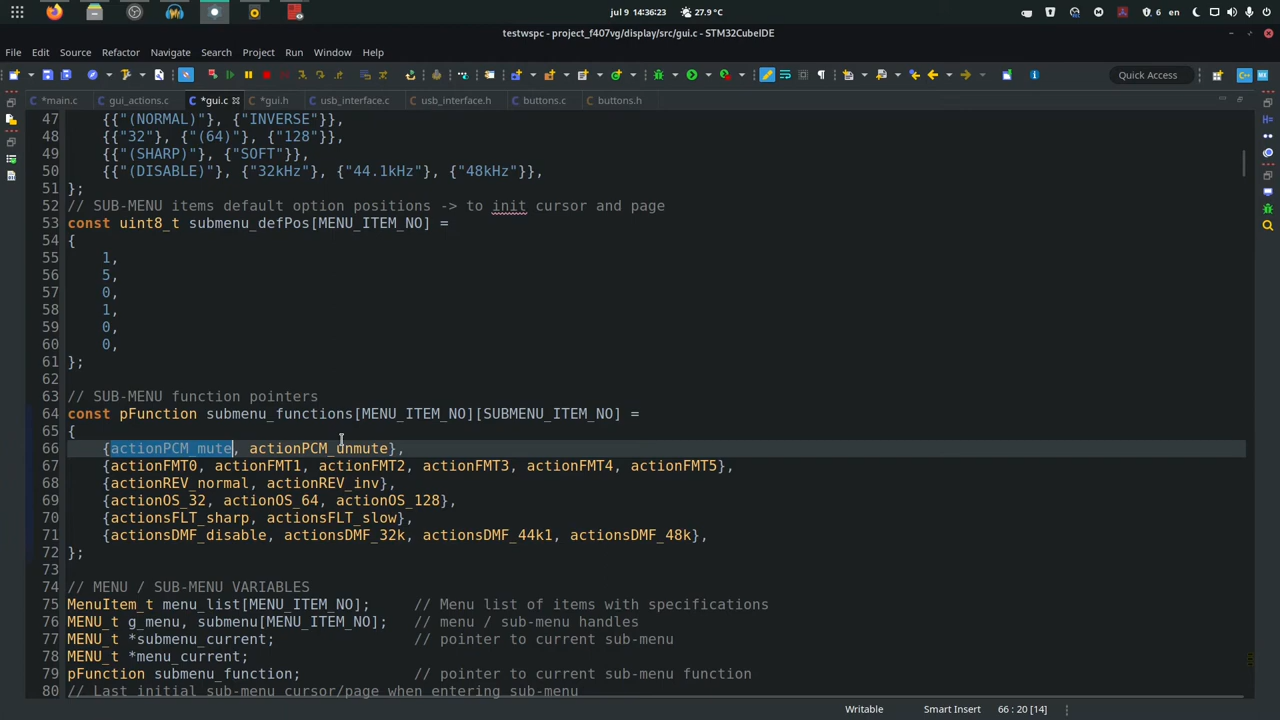 jul 9 14:36:23 27.9 °C 6 en
testwspc - project_f407vg/display/src/gui.c - STM32CubeIDE
File Edit Source Refactor Navigate Search Project Run Window Help
Quick Access
*main.c gui_actions.c *gui.c *gui.h usb_interface.c usb_interface.h buttons.c buttons.h
47 {{"(NORMAL)"}, {"INVERSE"}},
48 {{"32"}, {"(64)"}, {"128"}},
49 {{"(SHARP)"}, {"SOFT"}},
50 {{"(DISABLE)"}, {"32kHz"}, {"44.1kHz"}, {"48kHz"}},
51 };
52 // SUB-MENU items default option positions -> to init cursor and page
53 const uint8_t submenu_defPos[MENU_ITEM_NO] =
54 {
55 1,
56 5,
57 0,
58 1,
59 0,
60 0,
61 };
62
63 // SUB-MENU function pointers
64 const pFunction submenu_functions[MENU_ITEM_NO][SUBMENU_ITEM_NO] =
65 {
66 {actionPCM_mute, actionPCM_unmute},
67 {actionFMT0, actionFMT1, actionFMT2, actionFMT3, actionFMT4, actionFMT5},
68 {actionREV_normal, actionREV_inv},
69 {actionOS_32, actionOS_64, actionOS_128},
70 {actionsFLT_sharp, actionsFLT_slow},
71 {actionsDMF_disable, actionsDMF_32k, actionsDMF_44k1, actionsDMF_48k},
72 };
73
74 // MENU / SUB-MENU VARIABLES
75 MenuItem_t menu_list[MENU_ITEM_NO]; // Menu list of items with specifications
76 MENU_t g_menu, submenu[MENU_ITEM_NO]; // menu / sub-menu handles
77 MENU_t *submenu_current; // pointer to current sub-menu
78 MENU_t *menu_current;
79 pFunction submenu_function; // pointer to current sub-menu function
80 // Last initial sub-menu cursor/page when entering sub-menu
Writable Smart Insert 66 : 20 [14]